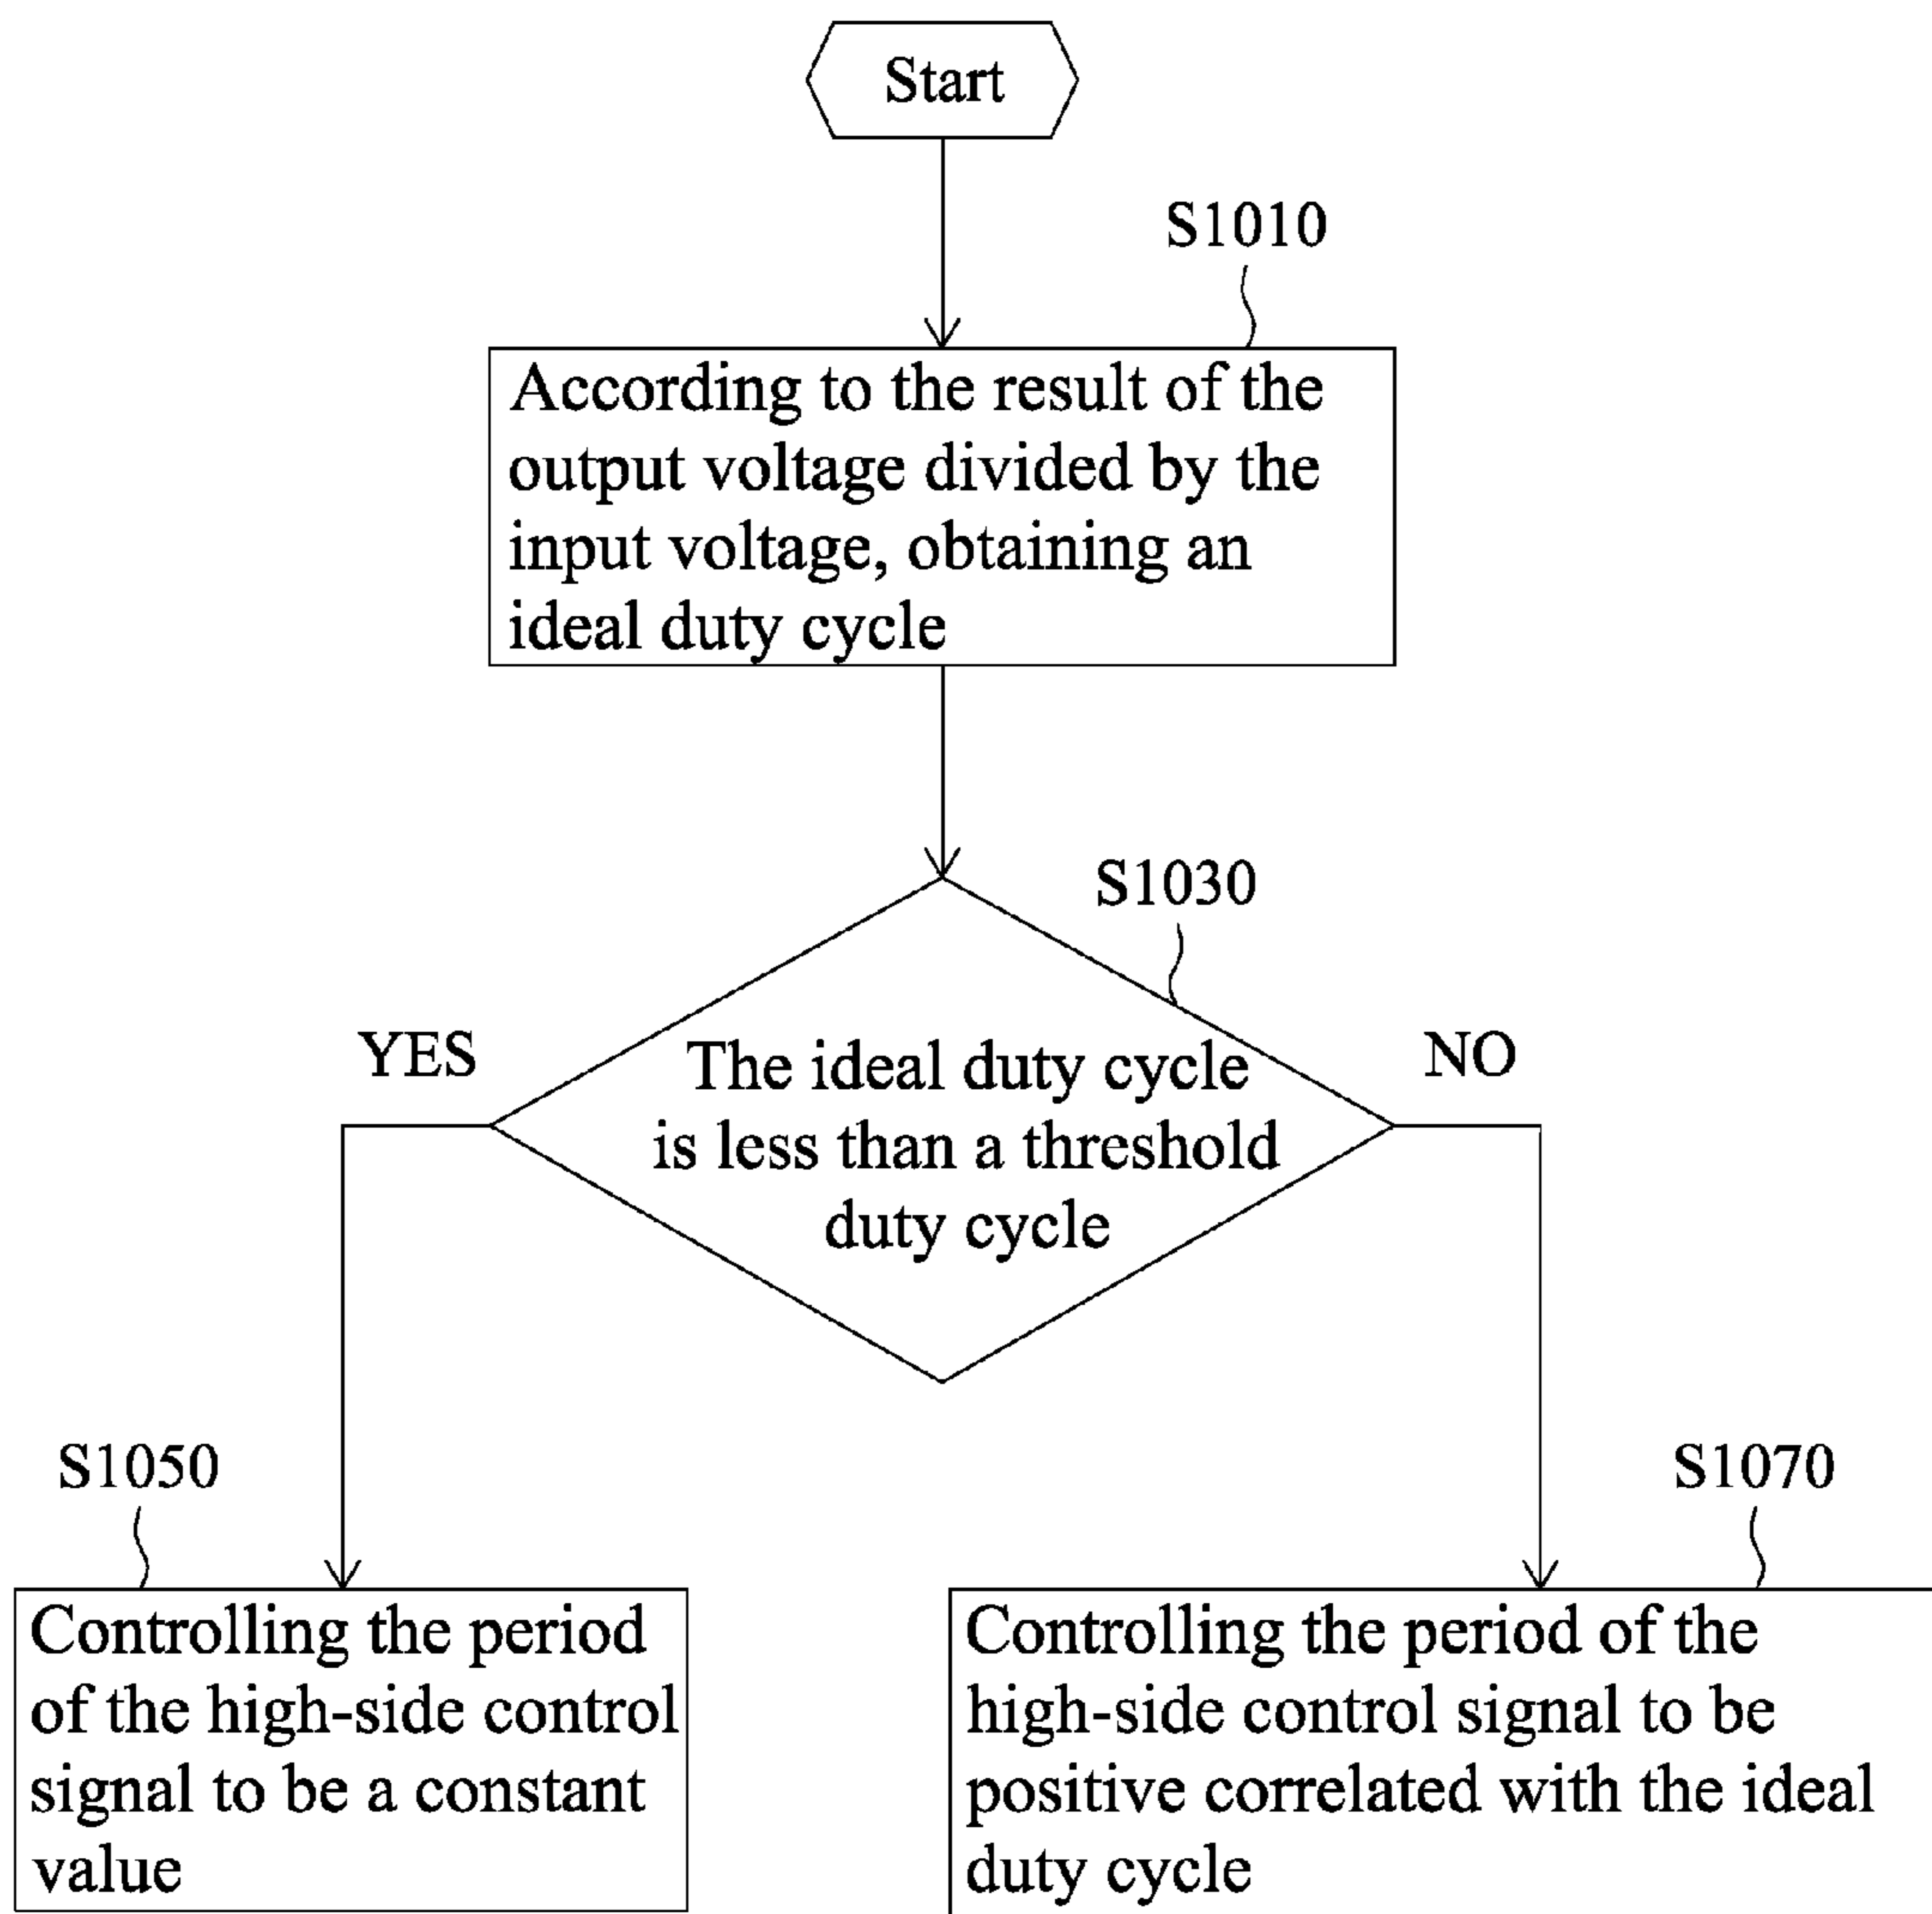 Start
S1010
According to the result of the
output voltage divided by the
input voltage, obtaining an
ideal duty cycle
S1030
YES
NO
The ideal duty cycle
is less than a threshold
duty cycle
S1050
S1070
Controlling the period
of the high-side control
signal to be a constant
value
Controlling the period of the
high-side control signal to be
positive correlated with the ideal
duty cycle